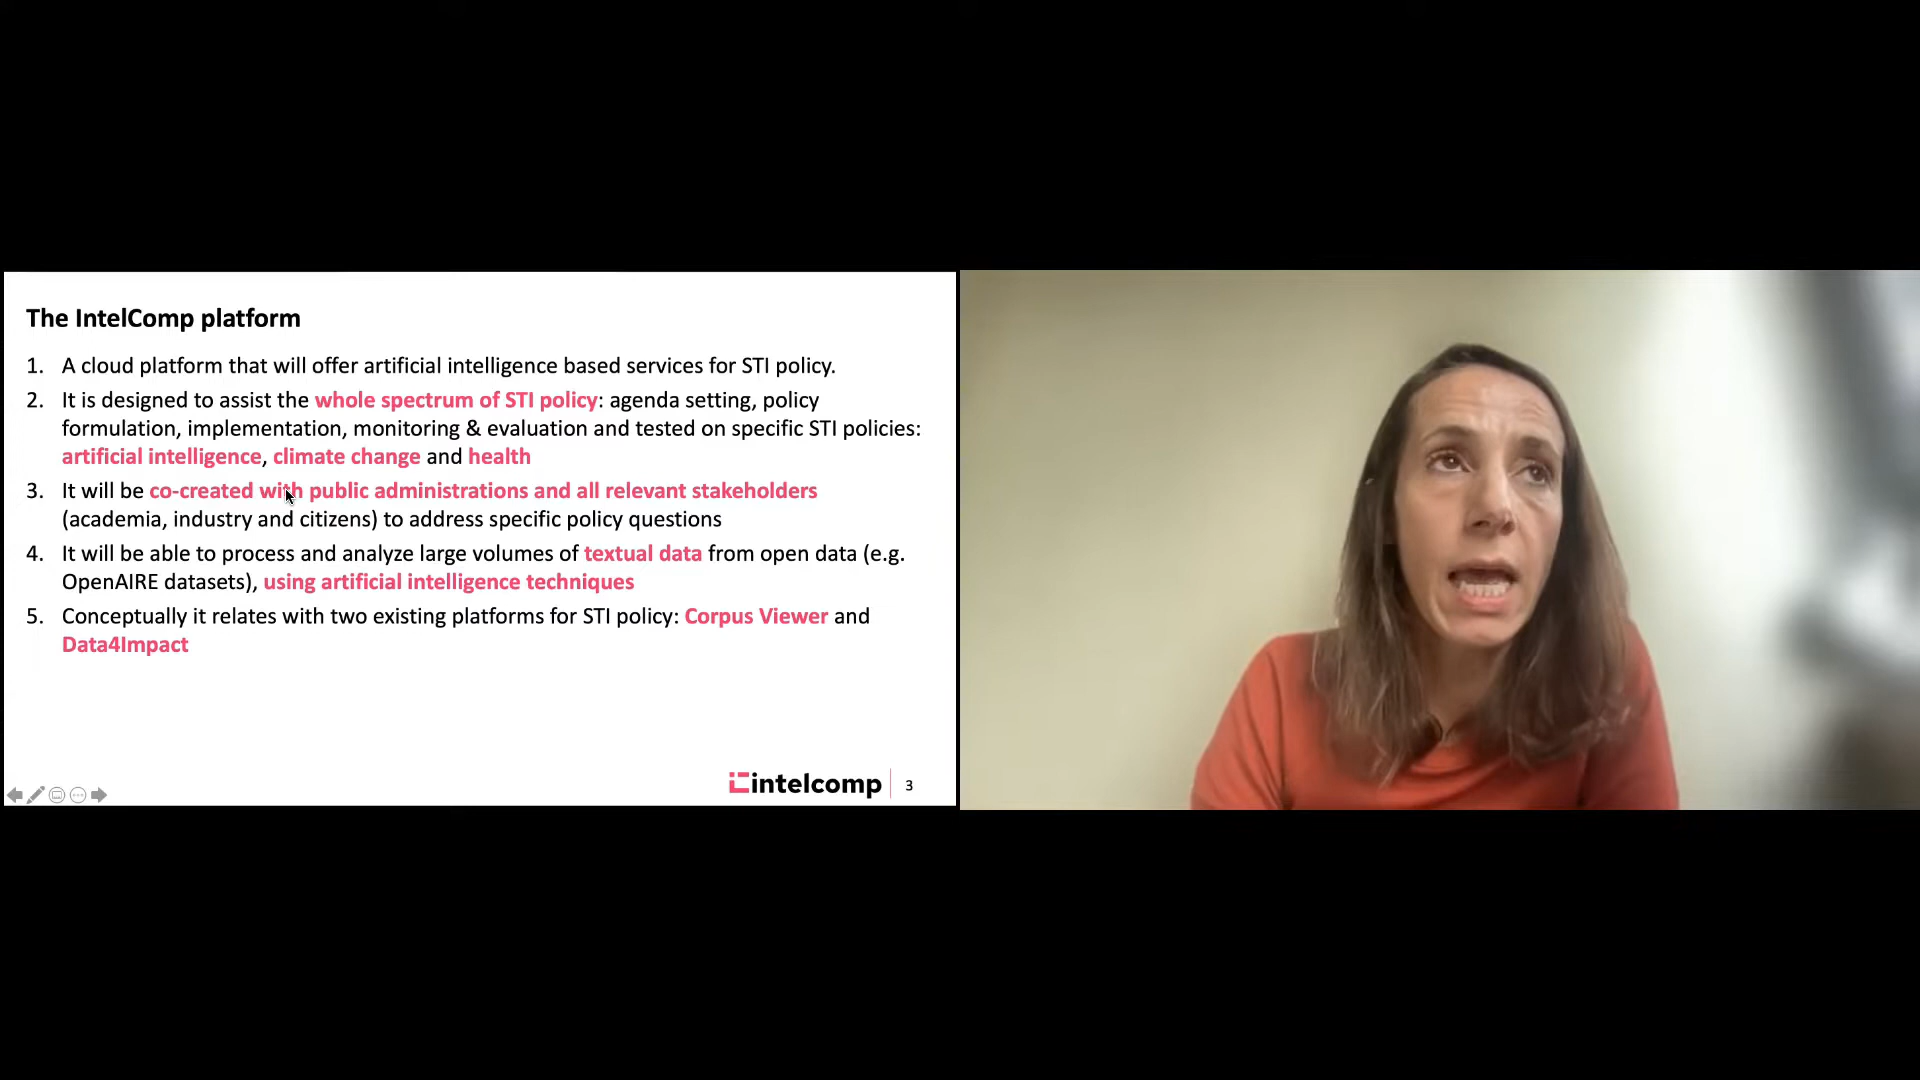 The IntelComp platform
1. A cloud platform that will offer artificial intelligence based services for STI policy.
2. It is designed to assist the whole spectrum of STI policy: agenda setting, policy
formulation, implementation, monitoring & evaluation and tested on specific STI policies:
artificial intelligence, climate change and health
3. It will be co-created with public administrations and all relevant stakeholders
(academia, industry and citizens) to address specific policy questions
4. It will be able to process and analyze large volumes of textual data from open data (e.g.
OpenAIRE datasets), using artificial intelligence techniques
5. Conceptually it relates with two existing platforms for STI policy: Corpus Viewer and
Data4Impact
intelcomp 3